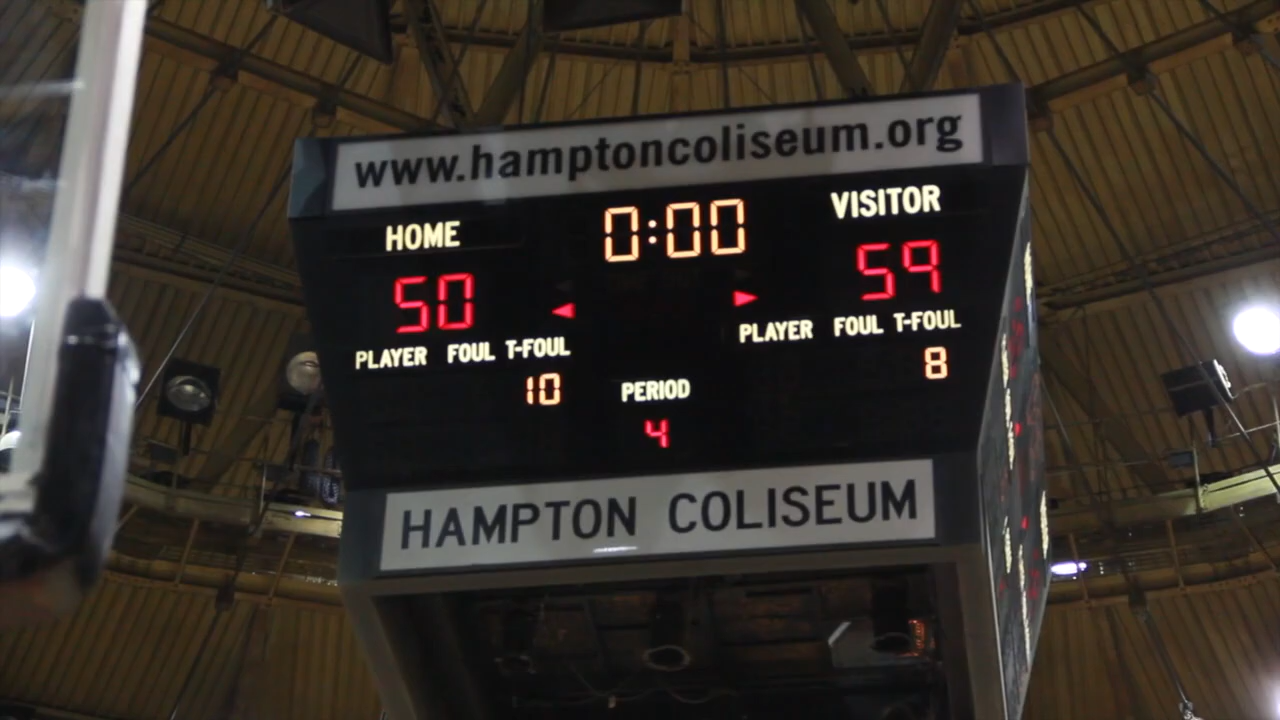 www.hamptoncoliseum.org
HOME 0:00 VISITOR
50 59
PLAYER FOUL T-FOUL PLAYER FOUL T-FOUL
10 PERIOD 8
4
HAMPTON COLISEUM